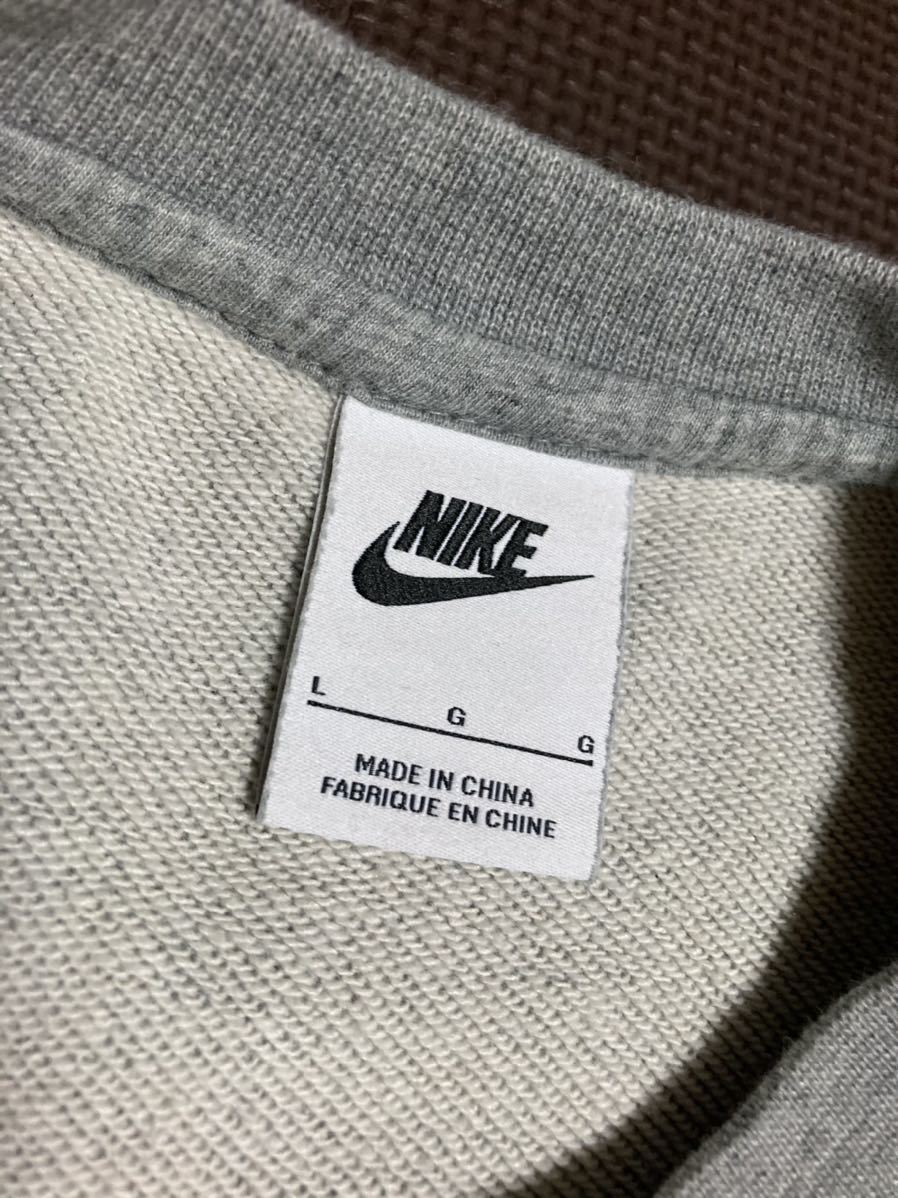 NIKE
L G G
MADE IN CHINA
FABRIQUE EN CHINE